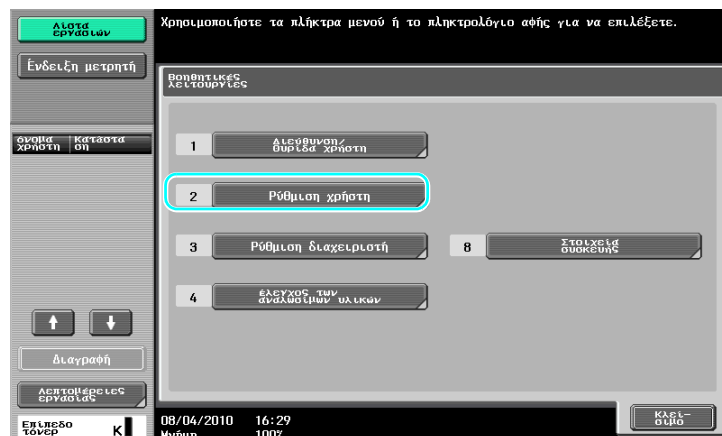 Λίστα
εργασιών
Χρησιμοποιήστε τα πλήκτρα μενού ή το πληκτρολόγιο αφής για να επιλέξετε.
Ένδειξη μετρητή
Βοηθητικές
λειτουργίες
όνομα
χρήστη
Κατάστα
ση
1
Διεύθυνση/
θυρίδα χρήστη
2
Ρύθμιση χρήστη
3
Ρύθμιση διαχειριστή
8
Στοιχεία
συσκευής
4
έλεγχος των
αναλώσιμων υλικών
Διαγραφή
Λεπτομέρειες
εργασίας
Επίπεδο
τόνερ
K
08/04/2010 16:29
Μνήμη 100%
Κλεί-
σιμο